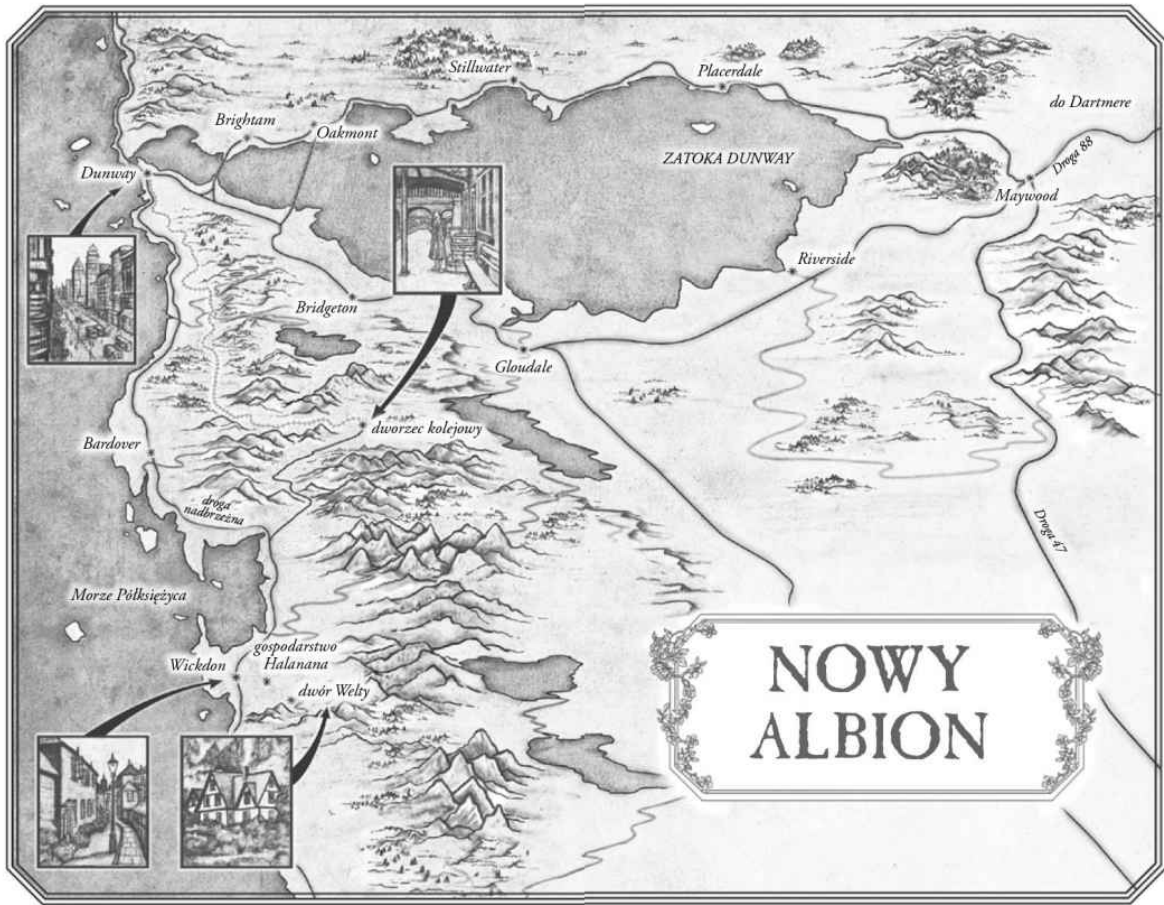 Stillwater
Placerdale
do Dartmere
Brightam
Oakmont
ZATOKA DUNWAY
Droga 88
Dunway
Maywood
Riverside
Bridgeton
Gloudale
dworzec kolejowy
Bardover
droga
nadbrzeżna
Droga 47
Morze Półksiężyca
gospodarstwo
Halanana
Wickdon
dwór Welty
NOWY
ALBION